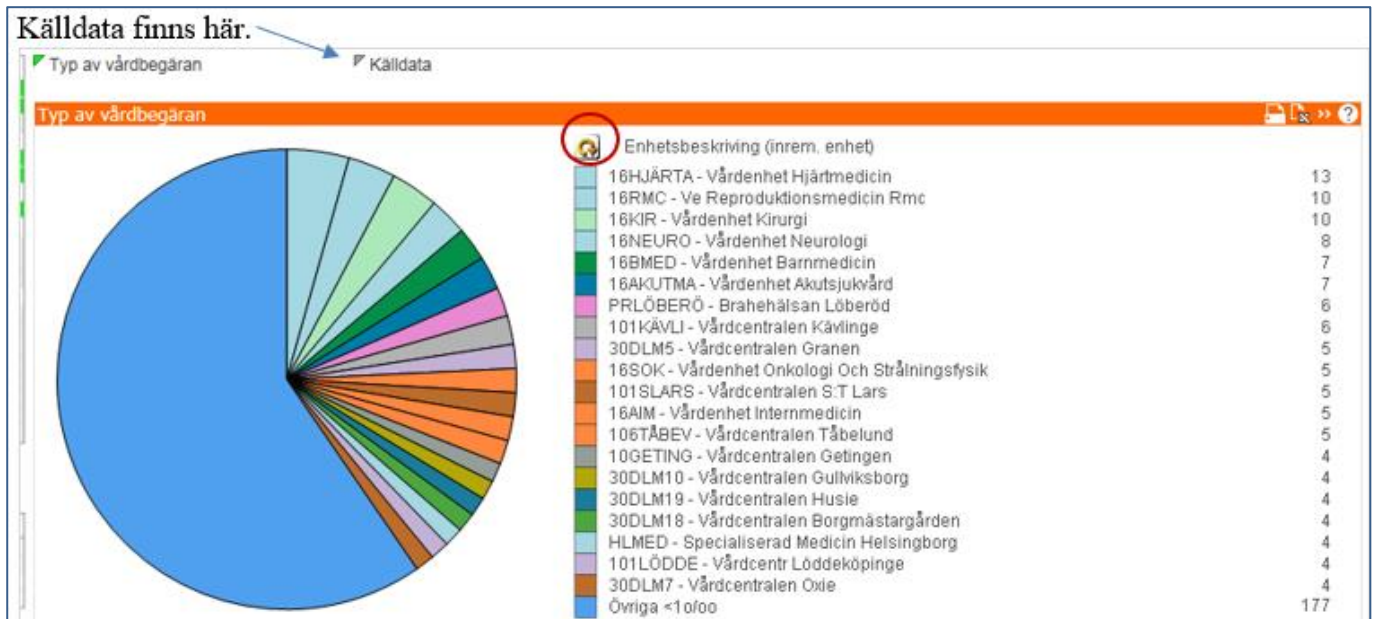 Källdata finns här.
Typ av vårdbegäran Källdata
Typ av vårdbegäran
Enhetsbeskriving (inrem. enhet)
16HJÄRTA - Vårdenhet Hjärtmedicin 13
16RMC - Ve Reproduktionsmedicin Rmc 10
16KIR - Vårdenhet Kirurgi 10
16NEURO - Vårdenhet Neurologi 8
16BMED - Vårdenhet Barnmedicin 7
16AKUTMA - Vårdenhet Akutsjukvård 7
PRLÖBERÖ - Brahehälsan Löberöd 6
101KÄVLI - Vårdcentralen Kävlinge 6
30DLM5 - Vårdcentralen Granen 5
16SOK - Vårdenhet Onkologi Och Strålningsfysik 5
101SLARS - Vårdcentralen S:T Lars 5
16AIM - Vårdenhet Internmedicin 5
106TÅBEV - Vårdcentralen Tåbelund 5
10GETING - Vårdcentralen Getingen 4
30DLM10 - Vårdcentralen Gullviksborg 4
30DLM19 - Vårdcentralen Husie 4
30DLM18 - Vårdcentralen Borgmästargården 4
HLMED - Specialiserad Medicin Helsingborg 4
101LÖDDE - Vårdcentr Löddeköpinge 4
30DLM7 - Vårdcentralen Oxie 4
Övriga <1o/oo 177